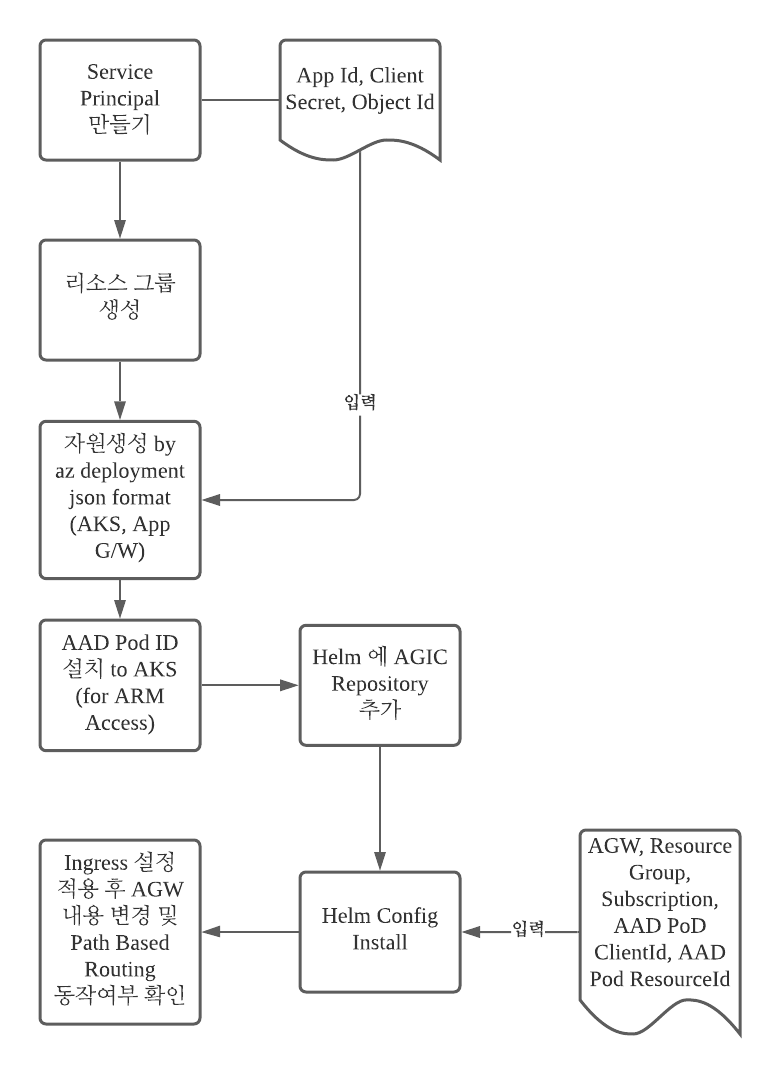 Service
Principal
만들기
App Id, Client
Secret, Object Id
리소스 그룹
생성
입력
자원생성 by
az deployment
json format
(AKS, App
G/W)
AAD Pod ID
설치 to AKS
(for ARM
Access)
Helm 에 AGIC
Repository
추가
Ingress 설정
적용 후 AGW
내용 변경 및
Path Based
Routing
동작여부 확인
Helm Config
Install
입력
AGW, Resource
Group,
Subscription,
AAD PoD
ClientId, AAD
Pod ResourceId